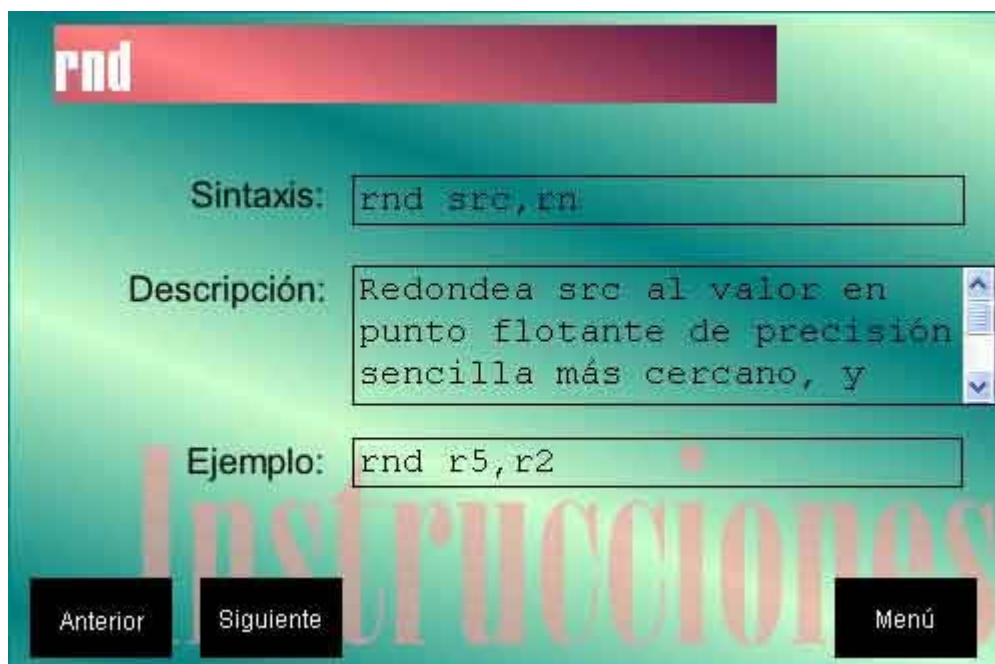 rnd
Sintaxis: rnd src,rn
Descripción: Redondea src al valor en
punto flotante de precisión
sencilla más cercano, y
Ejemplo: rnd r5,r2
Instrucciones
Anterior Siguiente Menú